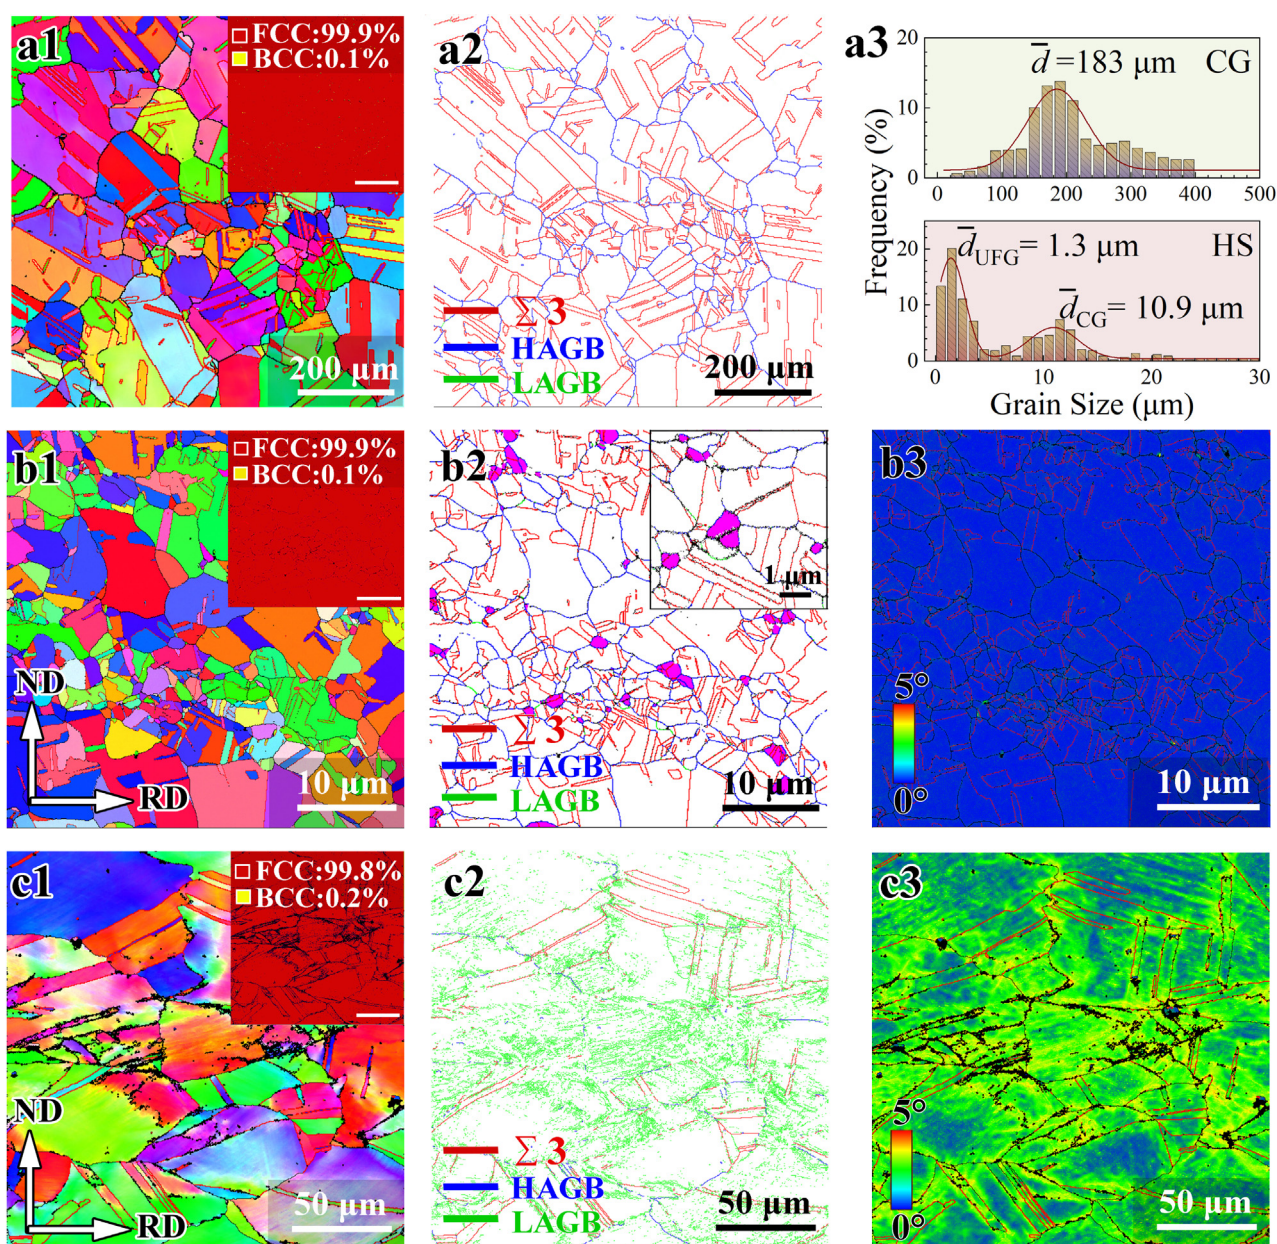 a1
FCC:99.9%
BCC:0.1%
200 μm
a2
Σ 3
HAGB
LAGB
200 μm
a3
Frequency (%)
20
10
0
d̅ =183 μm
CG
0
100
200
300
400
500
20
10
0
d̅UFG= 1.3 μm
HS
d̅CG= 10.9 μm
0
10
20
30
Grain Size (μm)
b1
FCC:99.9%
BCC:0.1%
ND
RD
10 μm
b2
1 μm
Σ 3
HAGB
LAGB
10 μm
b3
5°
0°
10 μm
c1
FCC:99.8%
BCC:0.2%
ND
RD
50 μm
c2
Σ 3
HAGB
LAGB
50 μm
c3
5°
0°
50 μm